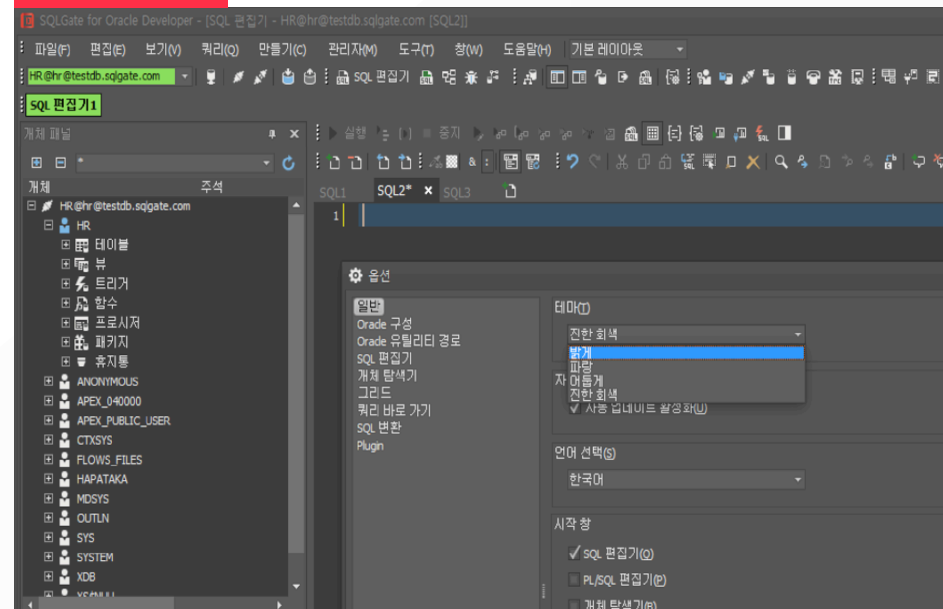 SQLGate for Oracle Developer - [SQL 편집기 - HR@hr@testdb.sqlgate.com [SQL2]]
파일(F) 편집(E) 보기(V) 쿼리(Q) 만들기(C) 관리자(M) 도구(T) 창(W) 도움말(H) 기본 레이아웃
HR@hr@testdb.sqlgate.com SQL 편집기
SQL 편집기1
개체 패널 실행 중지
*
개체 주석
SQL1 SQL2* SQL3
HR@hr@testdb.sqlgate.com
1
HR
테이블
뷰
트리거
함수
프로시저
패키지
휴지통
ANONYMOUS
APEX_040000
APEX_PUBLIC_USER
CTXSYS
FLOWS_FILES
HAPATAKA
MDSYS
OUTLN
SYS
SYSTEM
XDB
XS$NULL
옵션
일반
Oracle 구성
Oracle 유틸리티 경로
SQL 편집기
개체 탐색기
그리드
쿼리 바로 가기
SQL 변환
Plugin
테마(T)
진한 회색
밝게
파랑
어둡게
진한 회색
자동 업데이트 활성화(U)
언어 선택(S)
한국어
시작 창
SQL 편집기(O)
PL/SQL 편집기(P)
개체 탐색기(B)